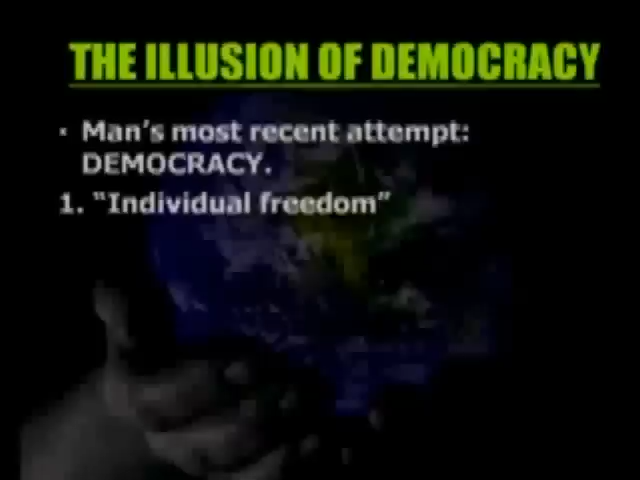 THE ILLUSION OF DEMOCRACY
• Man's most recent attempt:
DEMOCRACY.
1. "Individual freedom"